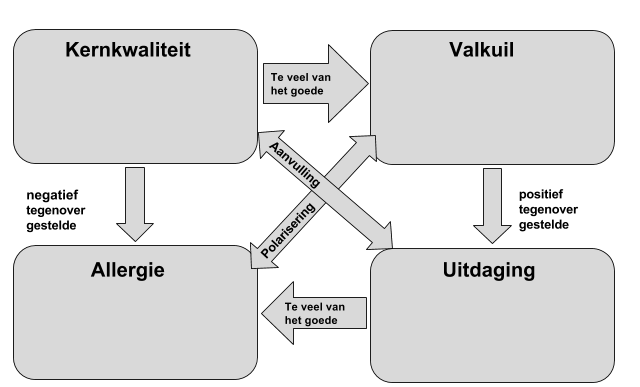 Kernkwaliteit
Valkuil
Te veel van
het goede
Aanvulling
Polarisering
negatief
tegenover
gestelde
positief
tegenover
gestelde
Allergie
Uitdaging
Te veel van
het goede